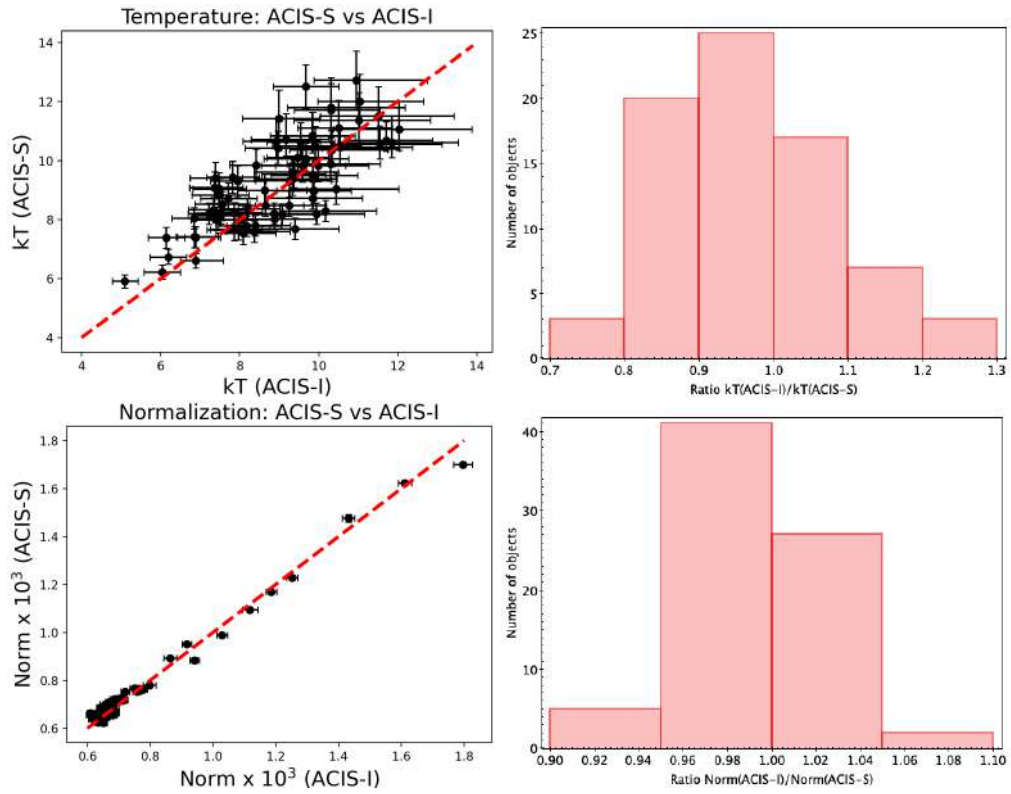 Temperature: ACIS-S vs ACIS-I
kT (ACIS-S)
14
12
10
8
6
4
4 6 8 10 12 14
kT (ACIS-I)
Number of objects
25
20
15
10
5
0
0.7 0.8 0.9 1.0 1.1 1.2 1.3
Ratio kT(ACIS-I)/kT(ACIS-S)
Normalization: ACIS-S vs ACIS-I
Norm x 10³ (ACIS-S)
1.8
1.6
1.4
1.2
1.0
0.8
0.6
0.6 0.8 1.0 1.2 1.4 1.6 1.8
Norm x 10³ (ACIS-I)
Number of objects
40
30
20
10
0
0.90 0.92 0.94 0.96 0.98 1.00 1.02 1.04 1.06 1.08 1.10
Ratio Norm(ACIS-I)/Norm(ACIS-S)